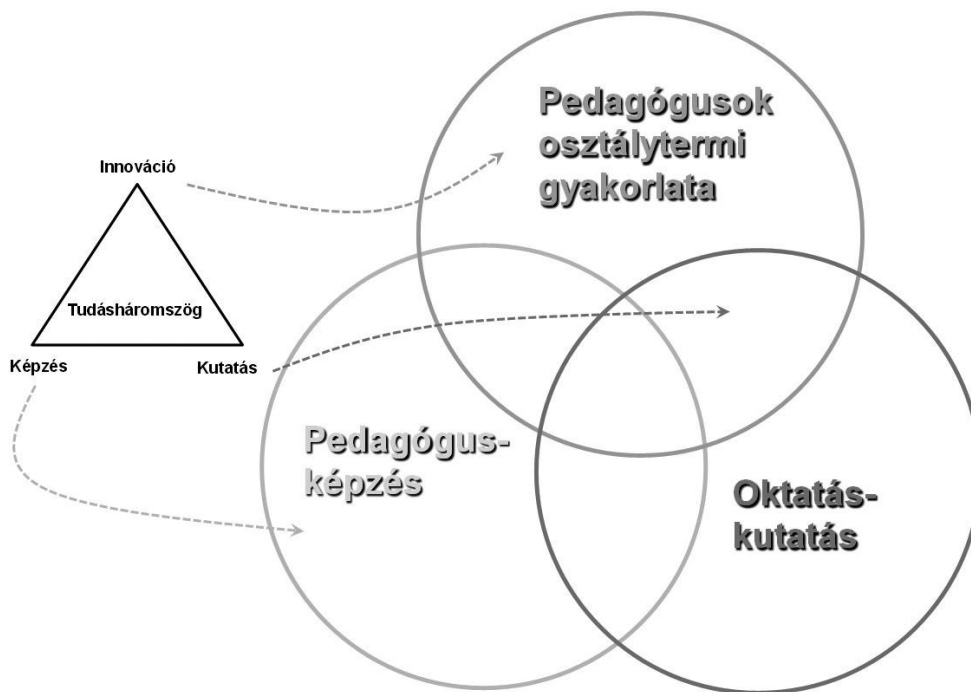 Pedagógusok
osztálytermi
gyakorlata
Innováció
Tudásháromszög
Képzés
Kutatás
Pedagógus-
képzés
Oktatás-
kutatás